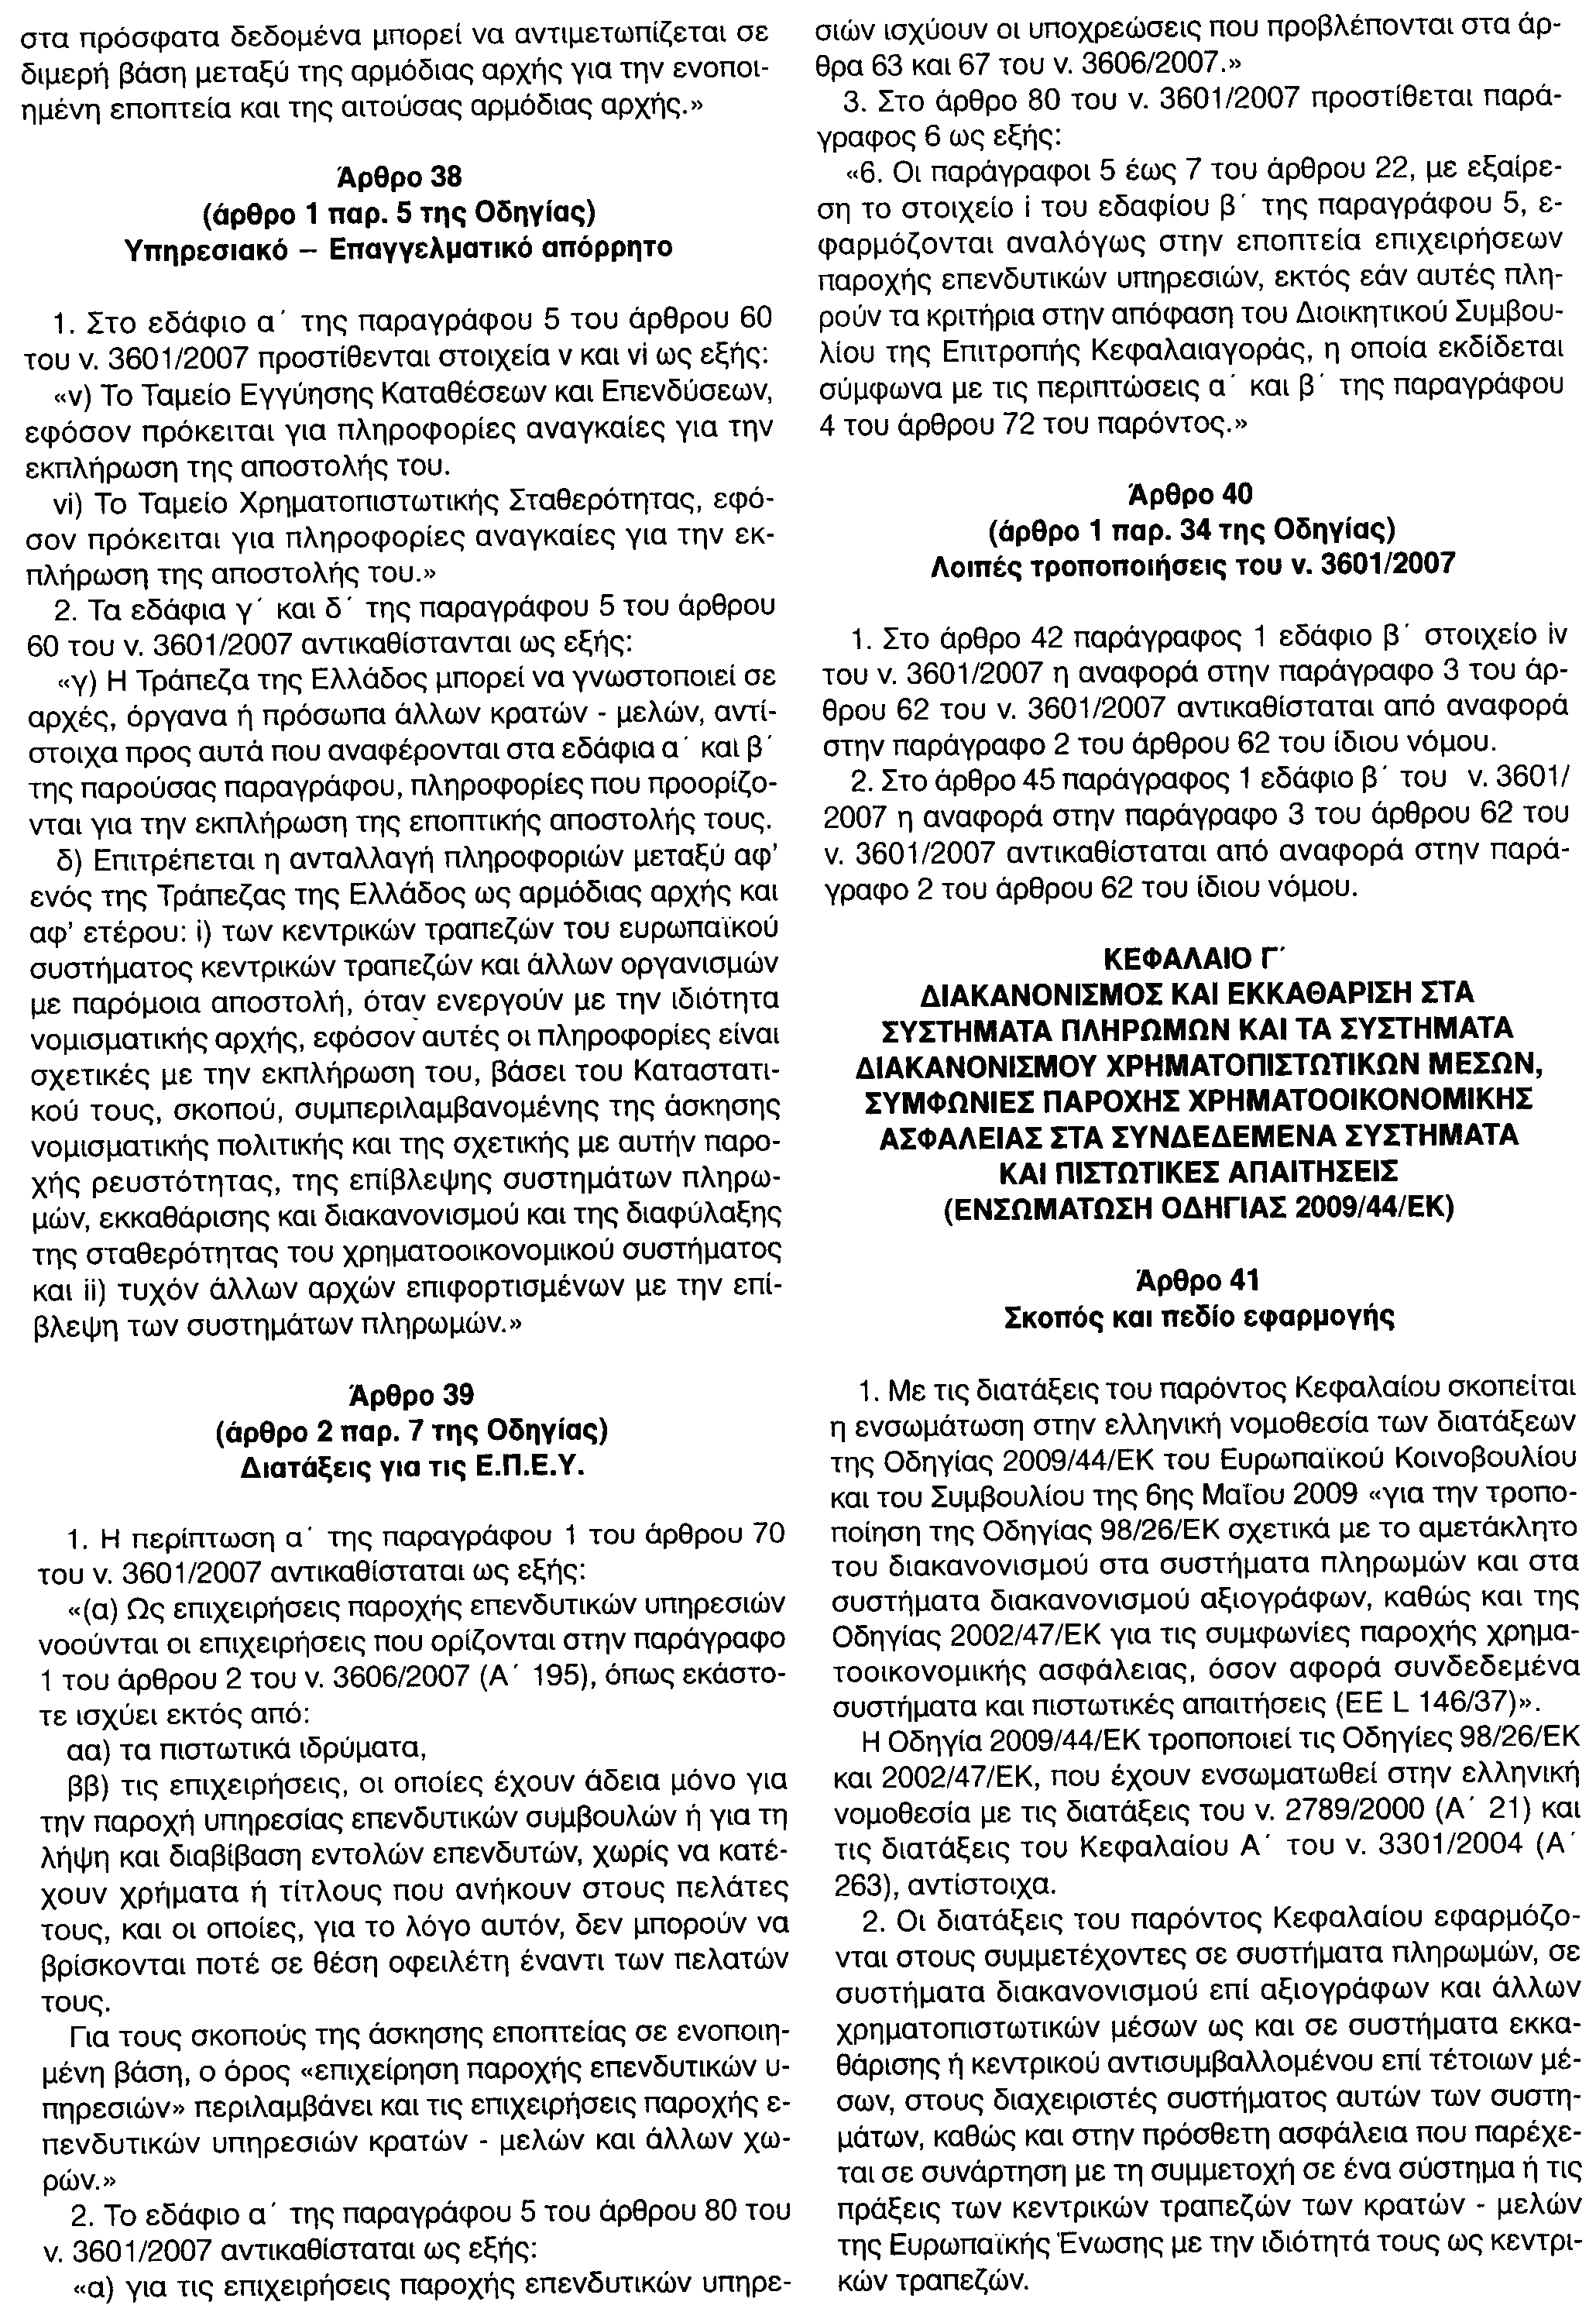 στα πρόσφατα δεδομένα μπορεί να αντιμετωπίζεται σε
διμερή βάση μεταξύ της αρμόδιας αρχής για την ενοποι-
ημένη εποπτεία και της αιτούσας αρμόδιας αρχής.»
Άρθρο 38
(άρθρο 1 παρ. 5 της Οδηγίας)
Υπηρεσιακό – Επαγγελματικό απόρρητο
1. Στο εδάφιο α΄ της παραγράφου 5 του άρθρου 60
του ν. 3601/2007 προστίθενται στοιχεία v και vi ως εξής:
«v) Το Ταμείο Εγγύησης Καταθέσεων και Επενδύσεων,
εφόσον πρόκειται για πληροφορίες αναγκαίες για την
εκπλήρωση της αποστολής του.
vi) Το Ταμείο Χρηματοπιστωτικής Σταθερότητας, εφό-
σον πρόκειται για πληροφορίες αναγκαίες για την εκ-
πλήρωση της αποστολής του.»
2. Τα εδάφια γ΄ και δ΄ της παραγράφου 5 του άρθρου
60 του ν. 3601/2007 αντικαθίστανται ως εξής:
«γ) Η Τράπεζα της Ελλάδος μπορεί να γνωστοποιεί σε
αρχές, όργανα ή πρόσωπα άλλων κρατών - μελών, αντί-
στοιχα προς αυτά που αναφέρονται στα εδάφια α΄ και β΄
της παρούσας παραγράφου, πληροφορίες που προορίζο-
νται για την εκπλήρωση της εποπτικής αποστολής τους.
δ) Επιτρέπεται η ανταλλαγή πληροφοριών μεταξύ αφ’
ενός της Τράπεζας της Ελλάδος ως αρμόδιας αρχής και
αφ’ ετέρου: i) των κεντρικών τραπεζών του ευρωπαϊκού
συστήματος κεντρικών τραπεζών και άλλων οργανισμών
με παρόμοια αποστολή, όταν ενεργούν με την ιδιότητα
νομισματικής αρχής, εφόσον αυτές οι πληροφορίες είναι
σχετικές με την εκπλήρωση του, βάσει του Καταστατι-
κού τους, σκοπού, συμπεριλαμβανομένης της άσκησης
νομισματικής πολιτικής και της σχετικής με αυτήν παρο-
χής ρευστότητας, της επίβλεψης συστημάτων πληρω-
μών, εκκαθάρισης και διακανονισμού και της διαφύλαξης
της σταθερότητας του χρηματοοικονομικού συστήματος
και ii) τυχόν άλλων αρχών επιφορτισμένων με την επί-
βλεψη των συστημάτων πληρωμών.»
Άρθρο 39
(άρθρο 2 παρ. 7 της Οδηγίας)
Διατάξεις για τις Ε.Π.Ε.Υ.
1. Η περίπτωση α΄ της παραγράφου 1 του άρθρου 70
του ν. 3601/2007 αντικαθίσταται ως εξής:
«(α) Ως επιχειρήσεις παροχής επενδυτικών υπηρεσιών
νοούνται οι επιχειρήσεις που ορίζονται στην παράγραφο
1 του άρθρου 2 του ν. 3606/2007 (Α΄ 195), όπως εκάστο-
τε ισχύει εκτός από:
αα) τα πιστωτικά ιδρύματα,
ββ) τις επιχειρήσεις, οι οποίες έχουν άδεια μόνο για
την παροχή υπηρεσίας επενδυτικών συμβουλών ή για τη
λήψη και διαβίβαση εντολών επενδυτών, χωρίς να κατέ-
χουν χρήματα ή τίτλους που ανήκουν στους πελάτες
τους, και οι οποίες, για το λόγο αυτόν, δεν μπορούν να
βρίσκονται ποτέ σε θέση οφειλέτη έναντι των πελατών
τους.
Για τους σκοπούς της άσκησης εποπτείας σε ενοποιη-
μένη βάση, ο όρος «επιχείρηση παροχής επενδυτικών υ-
πηρεσιών» περιλαμβάνει και τις επιχειρήσεις παροχής ε-
πενδυτικών υπηρεσιών κρατών - μελών και άλλων χω-
ρών.»
2. Το εδάφιο α΄ της παραγράφου 5 του άρθρου 80 του
ν. 3601/2007 αντικαθίσταται ως εξής:
«α) για τις επιχειρήσεις παροχής επενδυτικών υπηρε-
σιών ισχύουν οι υποχρεώσεις που προβλέπονται στα άρ-
θρα 63 και 67 του ν. 3606/2007.»
3. Στο άρθρο 80 του ν. 3601/2007 προστίθεται παρά-
γραφος 6 ως εξής:
«6. Οι παράγραφοι 5 έως 7 του άρθρου 22, με εξαίρε-
ση το στοιχείο i του εδαφίου β΄ της παραγράφου 5, ε-
φαρμόζονται αναλόγως στην εποπτεία επιχειρήσεων
παροχής επενδυτικών υπηρεσιών, εκτός εάν αυτές πλη-
ρούν τα κριτήρια στην απόφαση του Διοικητικού Συμβου-
λίου της Επιτροπής Κεφαλαιαγοράς, η οποία εκδίδεται
σύμφωνα με τις περιπτώσεις α΄ και β΄ της παραγράφου
4 του άρθρου 72 του παρόντος.»
Άρθρο 40
(άρθρο 1 παρ. 34 της Οδηγίας)
Λοιπές τροποποιήσεις του ν. 3601/2007
1. Στο άρθρο 42 παράγραφος 1 εδάφιο β΄ στοιχείο iv
του ν. 3601/2007 η αναφορά στην παράγραφο 3 του άρ-
θρου 62 του ν. 3601/2007 αντικαθίσταται από αναφορά
στην παράγραφο 2 του άρθρου 62 του ίδιου νόμου.
2. Στο άρθρο 45 παράγραφος 1 εδάφιο β΄ του ν. 3601/
2007 η αναφορά στην παράγραφο 3 του άρθρου 62 του
ν. 3601/2007 αντικαθίσταται από αναφορά στην παρά-
γραφο 2 του άρθρου 62 του ίδιου νόμου.
ΚΕΦΑΛΑΙΟ Γ΄
ΔΙΑΚΑΝΟΝΙΣΜΟΣ ΚΑΙ ΕΚΚΑΘΑΡΙΣΗ ΣΤΑ
ΣΥΣΤΗΜΑΤΑ ΠΛΗΡΩΜΩΝ ΚΑΙ ΤΑ ΣΥΣΤΗΜΑΤΑ
ΔΙΑΚΑΝΟΝΙΣΜΟΥ ΧΡΗΜΑΤΟΠΙΣΤΩΤΙΚΩΝ ΜΕΣΩΝ,
ΣΥΜΦΩΝΙΕΣ ΠΑΡΟΧΗΣ ΧΡΗΜΑΤΟΟΙΚΟΝΟΜΙΚΗΣ
ΑΣΦΑΛΕΙΑΣ ΣΤΑ ΣΥΝΔΕΔΕΜΕΝΑ ΣΥΣΤΗΜΑΤΑ
ΚΑΙ ΠΙΣΤΩΤΙΚΕΣ ΑΠΑΙΤΗΣΕΙΣ
(ΕΝΣΩΜΑΤΩΣΗ ΟΔΗΓΙΑΣ 2009/44/ΕΚ)
Άρθρο 41
Σκοπός και πεδίο εφαρμογής
1. Με τις διατάξεις του παρόντος Κεφαλαίου σκοπείται
η ενσωμάτωση στην ελληνική νομοθεσία των διατάξεων
της Οδηγίας 2009/44/ΕΚ του Ευρωπαϊκού Κοινοβουλίου
και του Συμβουλίου της 6ης Μαΐου 2009 «για την τροπο-
ποίηση της Οδηγίας 98/26/ΕΚ σχετικά με το αμετάκλητο
του διακανονισμού στα συστήματα πληρωμών και στα
συστήματα διακανονισμού αξιογράφων, καθώς και της
Οδηγίας 2002/47/ΕΚ για τις συμφωνίες παροχής χρημα-
τοοικονομικής ασφάλειας, όσον αφορά συνδεδεμένα
συστήματα και πιστωτικές απαιτήσεις (ΕΕ L 146/37)».
Η Οδηγία 2009/44/ΕΚ τροποποιεί τις Οδηγίες 98/26/ΕΚ
και 2002/47/ΕΚ, που έχουν ενσωματωθεί στην ελληνική
νομοθεσία με τις διατάξεις του ν. 2789/2000 (Α΄ 21) και
τις διατάξεις του Κεφαλαίου Α΄ του ν. 3301/2004 (Α΄
263), αντίστοιχα.
2. Οι διατάξεις του παρόντος Κεφαλαίου εφαρμόζο-
νται στους συμμετέχοντες σε συστήματα πληρωμών, σε
συστήματα διακανονισμού επί αξιογράφων και άλλων
χρηματοπιστωτικών μέσων ως και σε συστήματα εκκα-
θάρισης ή κεντρικού αντισυμβαλλομένου επί τέτοιων μέ-
σων, στους διαχειριστές συστήματος αυτών των συστη-
μάτων, καθώς και στην πρόσθετη ασφάλεια που παρέχε-
ται σε συνάρτηση με τη συμμετοχή σε ένα σύστημα ή τις
πράξεις των κεντρικών τραπεζών των κρατών - μελών
της Ευρωπαϊκής Ένωσης με την ιδιότητά τους ως κεντρι-
κών τραπεζών.